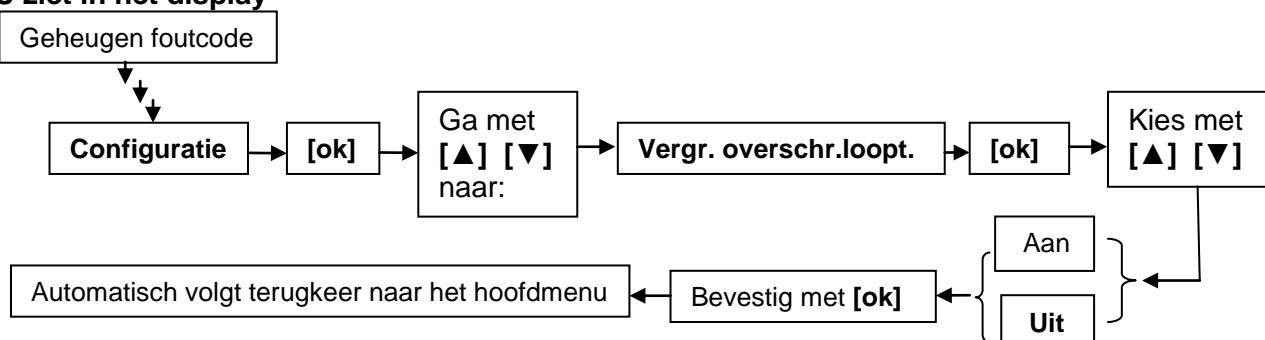 Geheugen foutcode
Configuratie
[ok]
Ga met
[▲] [▼]
naar:
Vergr. overschr.loopt.
[ok]
Kies met
[▲] [▼]
Aan
Uit
Bevestig met [ok]
Automatisch volgt terugkeer naar het hoofdmenu